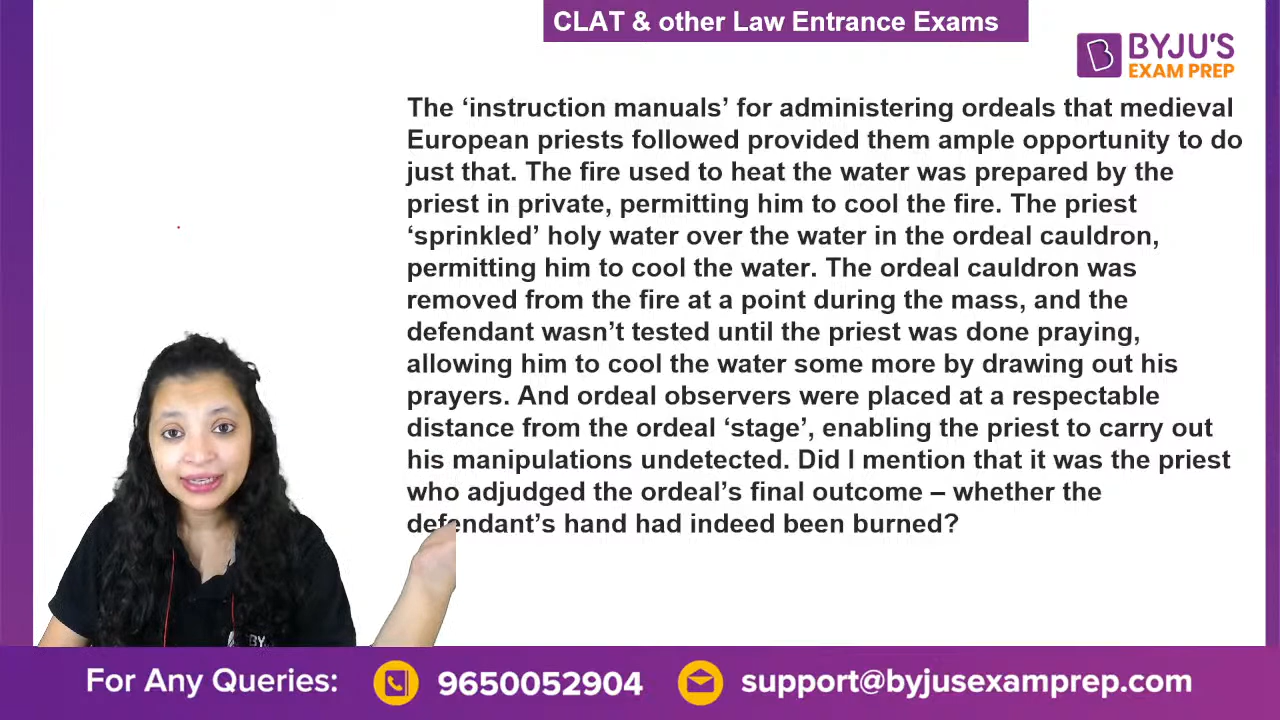 CLAT & other Law Entrance Exams
BYJU'S
EXAM PREP
The ‘instruction manuals’ for administering ordeals that medieval
European priests followed provided them ample opportunity to do
just that. The fire used to heat the water was prepared by the
priest in private, permitting him to cool the fire. The priest
‘sprinkled’ holy water over the water in the ordeal cauldron,
permitting him to cool the water. The ordeal cauldron was
removed from the fire at a point during the mass, and the
defendant wasn’t tested until the priest was done praying,
allowing him to cool the water some more by drawing out his
prayers. And ordeal observers were placed at a respectable
distance from the ordeal ‘stage’, enabling the priest to carry out
his manipulations undetected. Did I mention that it was the priest
who adjudged the ordeal’s final outcome – whether the
defendant’s hand had indeed been burned?
For Any Queries:
9650052904
support@byjusexamprep.com